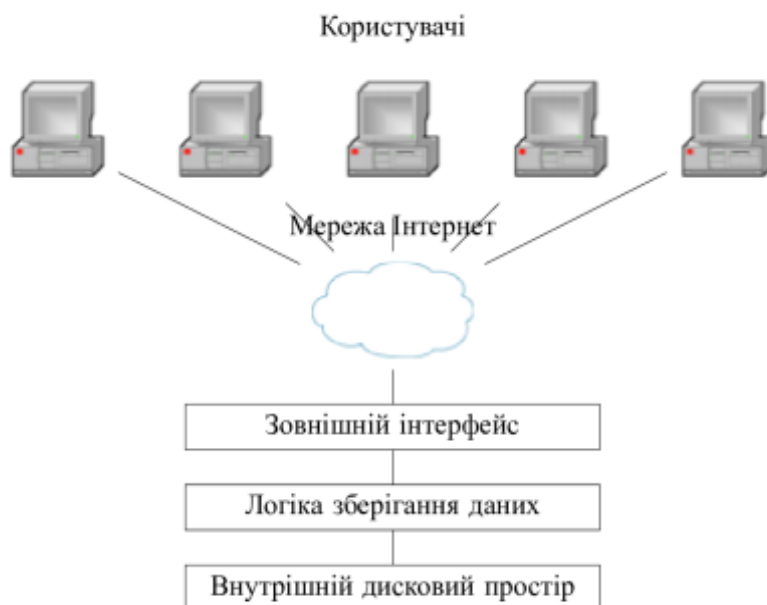 Користувачі
Мережа Інтернет
Зовнішній інтерфейс
Логіка зберігання даних
Внутрішній дисковий простір